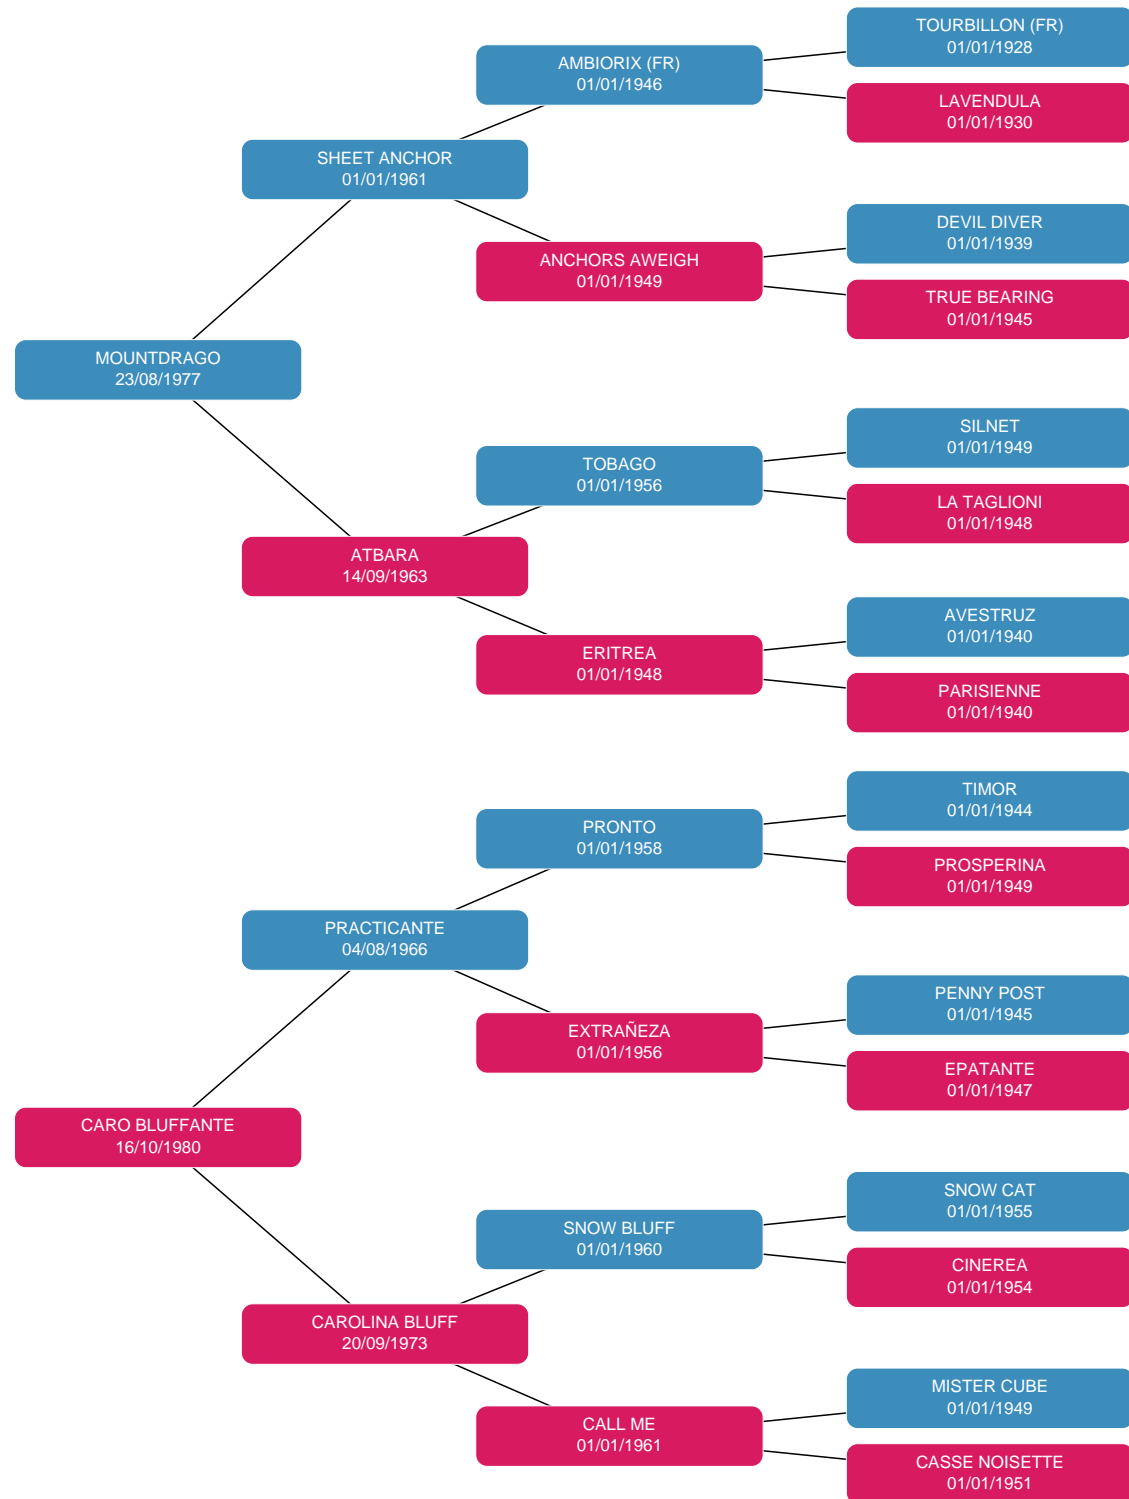 TOURBILLON (FR)
01/01/1928
AMBIORIX (FR)
01/01/1946
LAVENDULA
01/01/1930
SHEET ANCHOR
01/01/1961
DEVIL DIVER
01/01/1939
ANCHORS AWEIGH
01/01/1949
TRUE BEARING
01/01/1945
MOUNTDRAGO
23/08/1977
SILNET
01/01/1949
TOBAGO
01/01/1956
LA TAGLIONI
01/01/1948
ATBARA
14/09/1963
AVESTRUZ
01/01/1940
ERITREA
01/01/1948
PARISIENNE
01/01/1940
TIMOR
01/01/1944
PRONTO
01/01/1958
PROSPERINA
01/01/1949
PRACTICANTE
04/08/1966
PENNY POST
01/01/1945
EXTRAÑEZA
01/01/1956
EPATANTE
01/01/1947
CARO BLUFFANTE
16/10/1980
SNOW CAT
01/01/1955
SNOW BLUFF
01/01/1960
CINEREA
01/01/1954
CAROLINA BLUFF
20/09/1973
MISTER CUBE
01/01/1949
CALL ME
01/01/1961
CASSE NOISETTE
01/01/1951